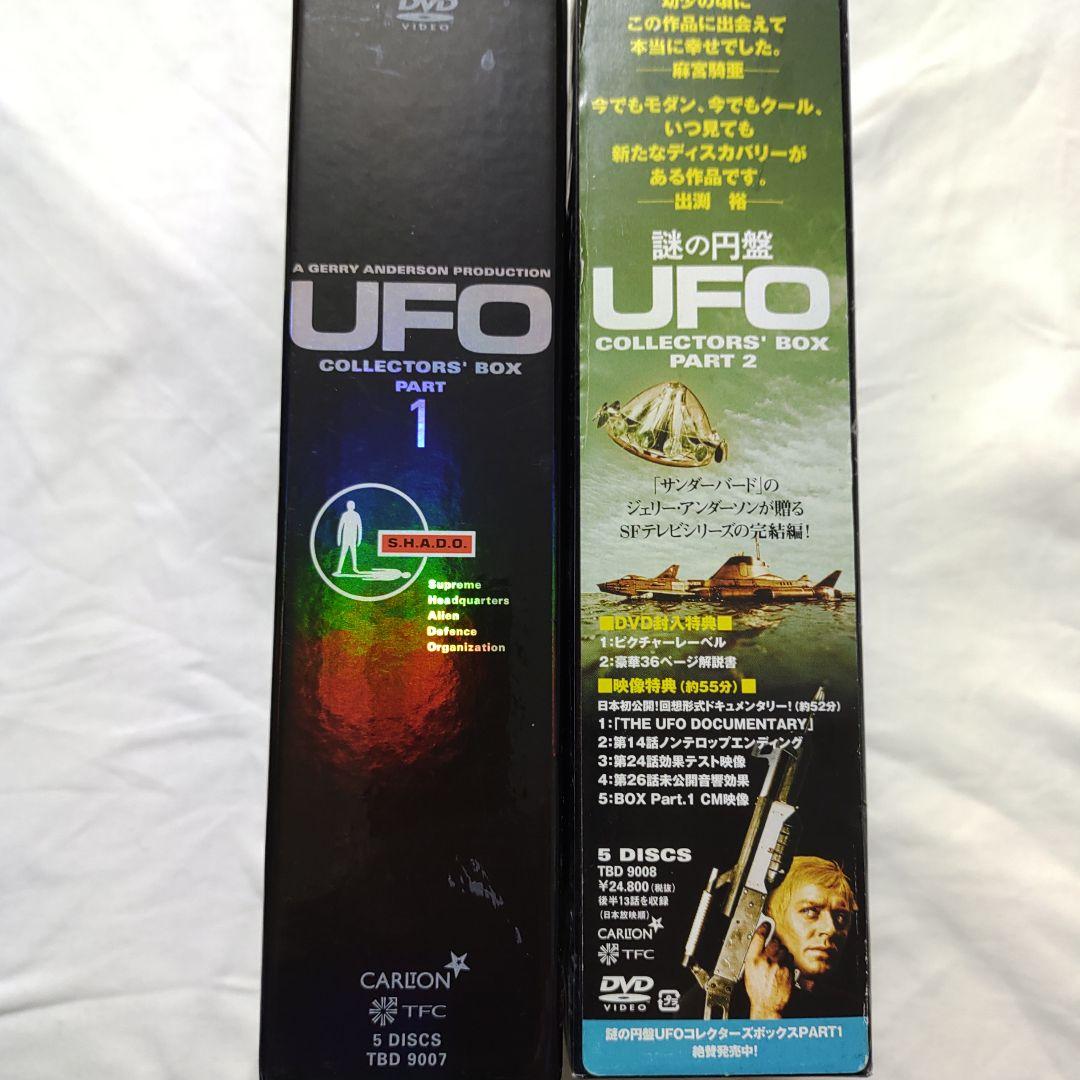 DVD
VIDEO
A GERRY ANDERSON PRODUCTION
UFO
COLLECTORS' BOX
PART
1
S.H.A.D.O.
Supreme
Headquarters
Alien
Defence
Organization
CARLTON
TFC
5 DISCS
TBD 9007
幼少の頃に
この作品に出会えて
本当に幸せでした。
麻宮騎亜
今でもモダン、今でもクール、
いつ見ても
新たなディスカバリーが
ある作品です。
出渕 裕
謎の円盤
UFO
COLLECTORS' BOX
PART 2
「サンダーバード」の
ジェリー・アンダーソンが贈る
SFテレビシリーズの完結編!
■DVD封入特典■
1:ピクチャーレーベル
2:豪華36ページ解説書
■映像特典(約55分)■
日本初公開!回想形式ドキュメンタリー!(約52分)
1:「THE UFO DOCUMENTARY」
2:第14話ノンテロップエンディング
3:第24話効果テスト映像
4:第26話未公開音響効果
5:BOX Part.1 CM映像
5 DISCS
TBD 9008
¥24.800(税抜)
後半13話を収録
(日本放映順)
CARLTON
TFC
DVD
VIDEO
謎の円盤UFOコレクターズボックスPART1
絶賛発売中!